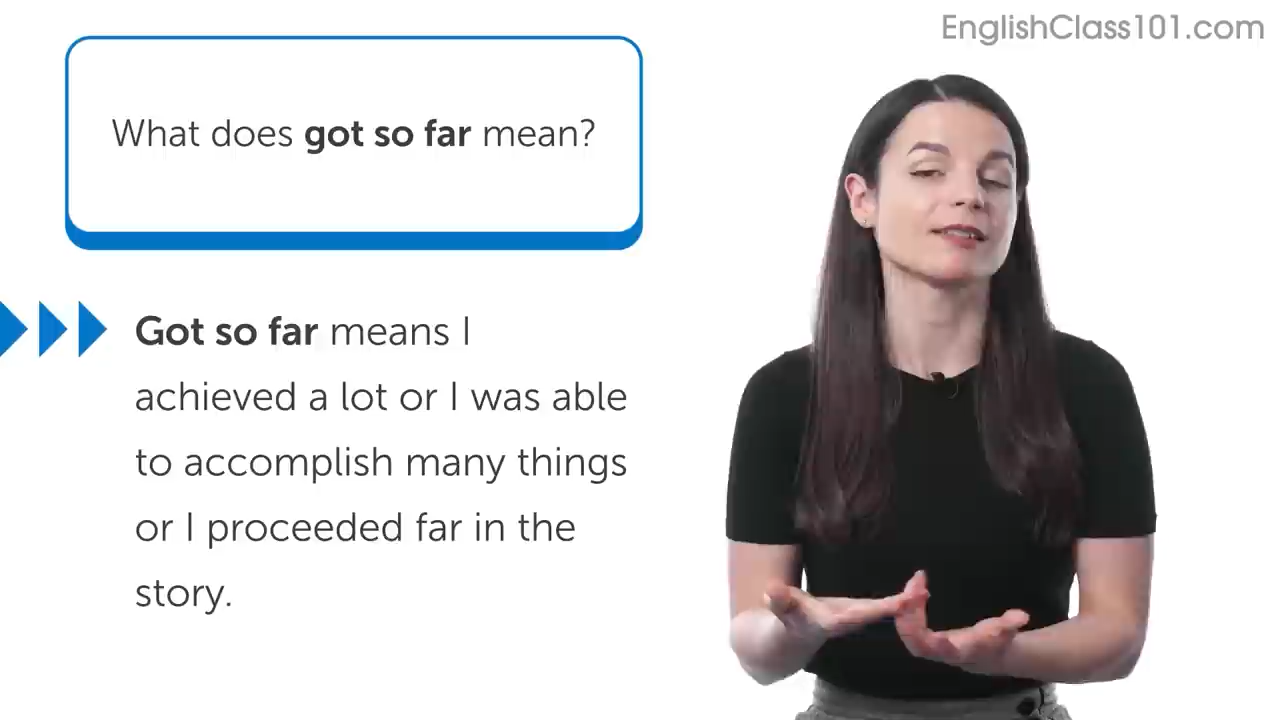 EnglishClass101.com
What does got so far mean?
Got so far means I
achieved a lot or I was able
to accomplish many things
or I proceeded far in the
story.